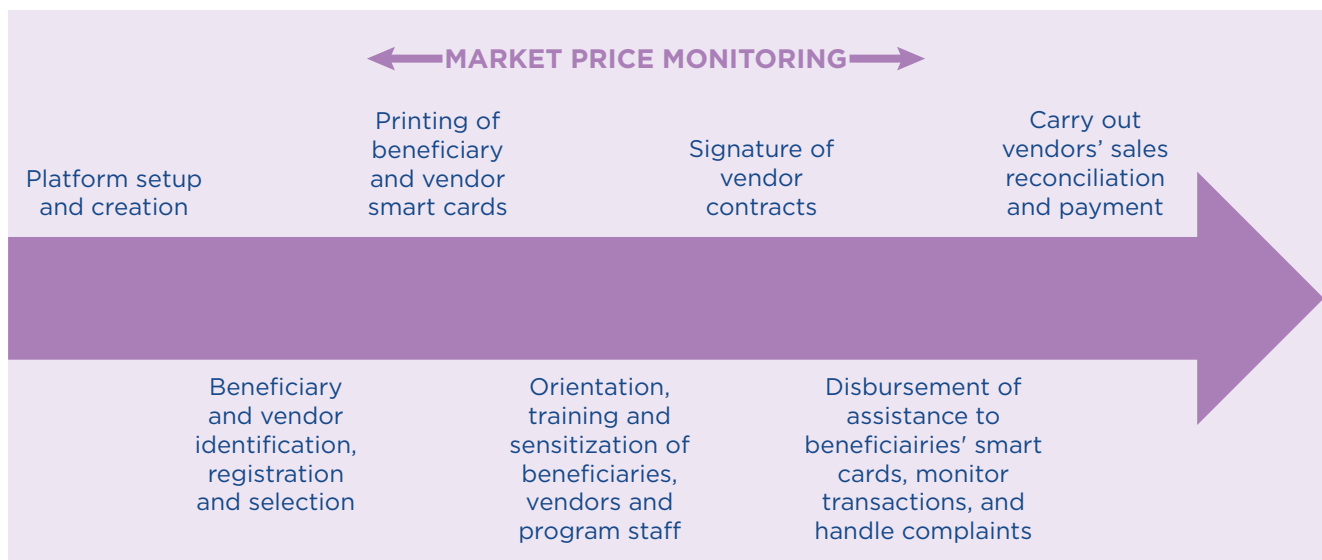 MARKET PRICE MONITORING
Platform setup
and creation
Printing of
beneficiary
and vendor
smart cards
Signature of
vendor
contracts
Carry out
vendors’ sales
reconciliation
and payment
Beneficiary
and vendor
identification,
registration
and selection
Orientation,
training and
sensitization of
beneficiaries,
vendors and
program staff
Disbursement of
assistance to
beneficiairies' smart
cards, monitor
transactions, and
handle complaints